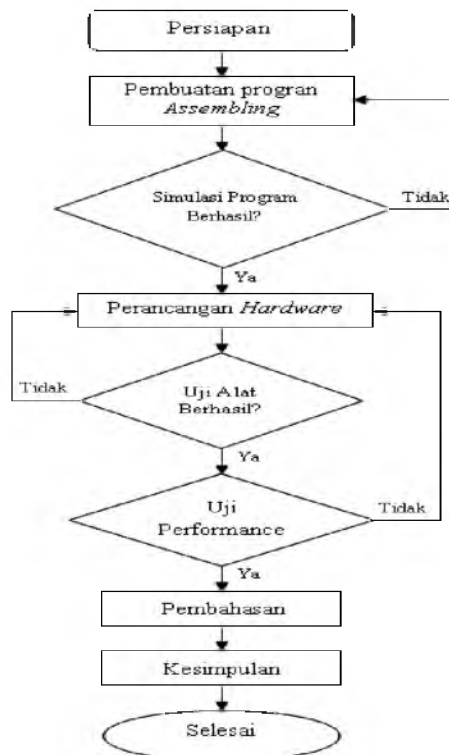 Persiapan
Pembuatan progran
Assembling
Simulasi Program
Berhasil?
Tidak
Ya
Perancangan Hardware
Tidak
Uji Alat
Berhasil?
Ya
Uji
Performance
Tidak
Ya
Pembahasan
Kesimpulan
Selesai